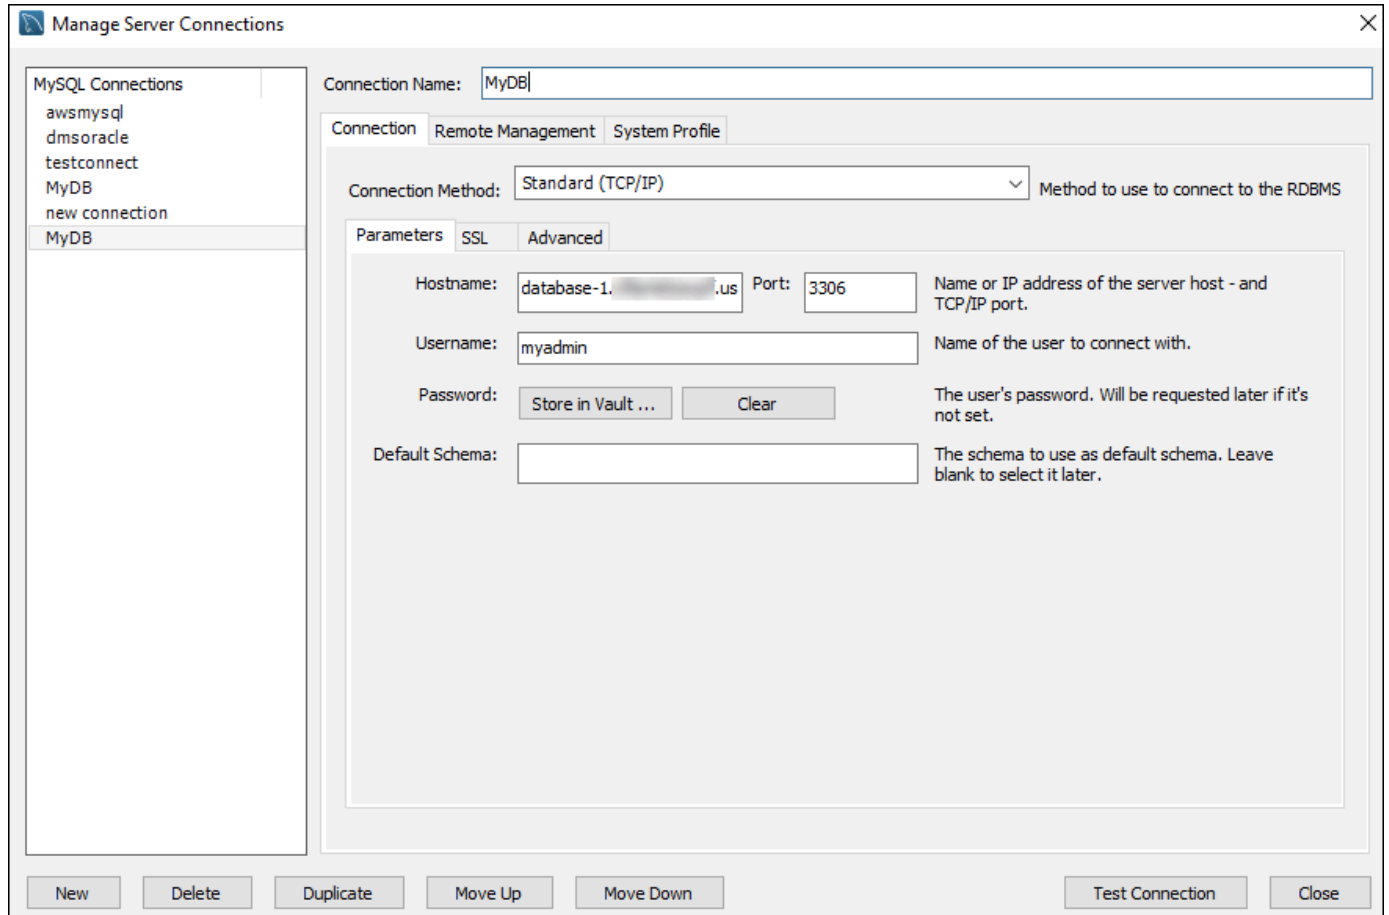 Manage Server Connections
MySQL Connections
awsmysql
dmsoracle
testconnect
MyDB
new connection
MyDB
Connection Name: MyDB
Connection Remote Management System Profile
Connection Method: Standard (TCP/IP) Method to use to connect to the RDBMS
Parameters SSL Advanced
Hostname: database-1. .us Port: 3306 Name or IP address of the server host - and
TCP/IP port.
Username: myadmin Name of the user to connect with.
Password: Store in Vault ... Clear The user's password. Will be requested later if it's
not set.
Default Schema: The schema to use as default schema. Leave
blank to select it later.
New Delete Duplicate Move Up Move Down Test Connection Close